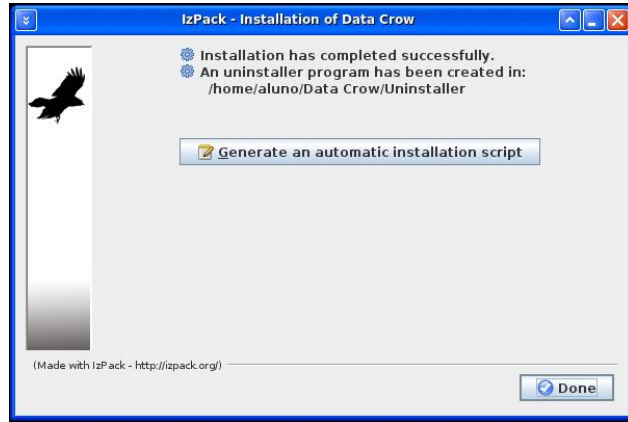 IzPack - Installation of Data Crow
Installation has completed successfully.
An uninstaller program has been created in:
/home/aluno/Data Crow/Uninstaller
Generate an automatic installation script
(Made with IzPack - http://izpack.org/)
Done